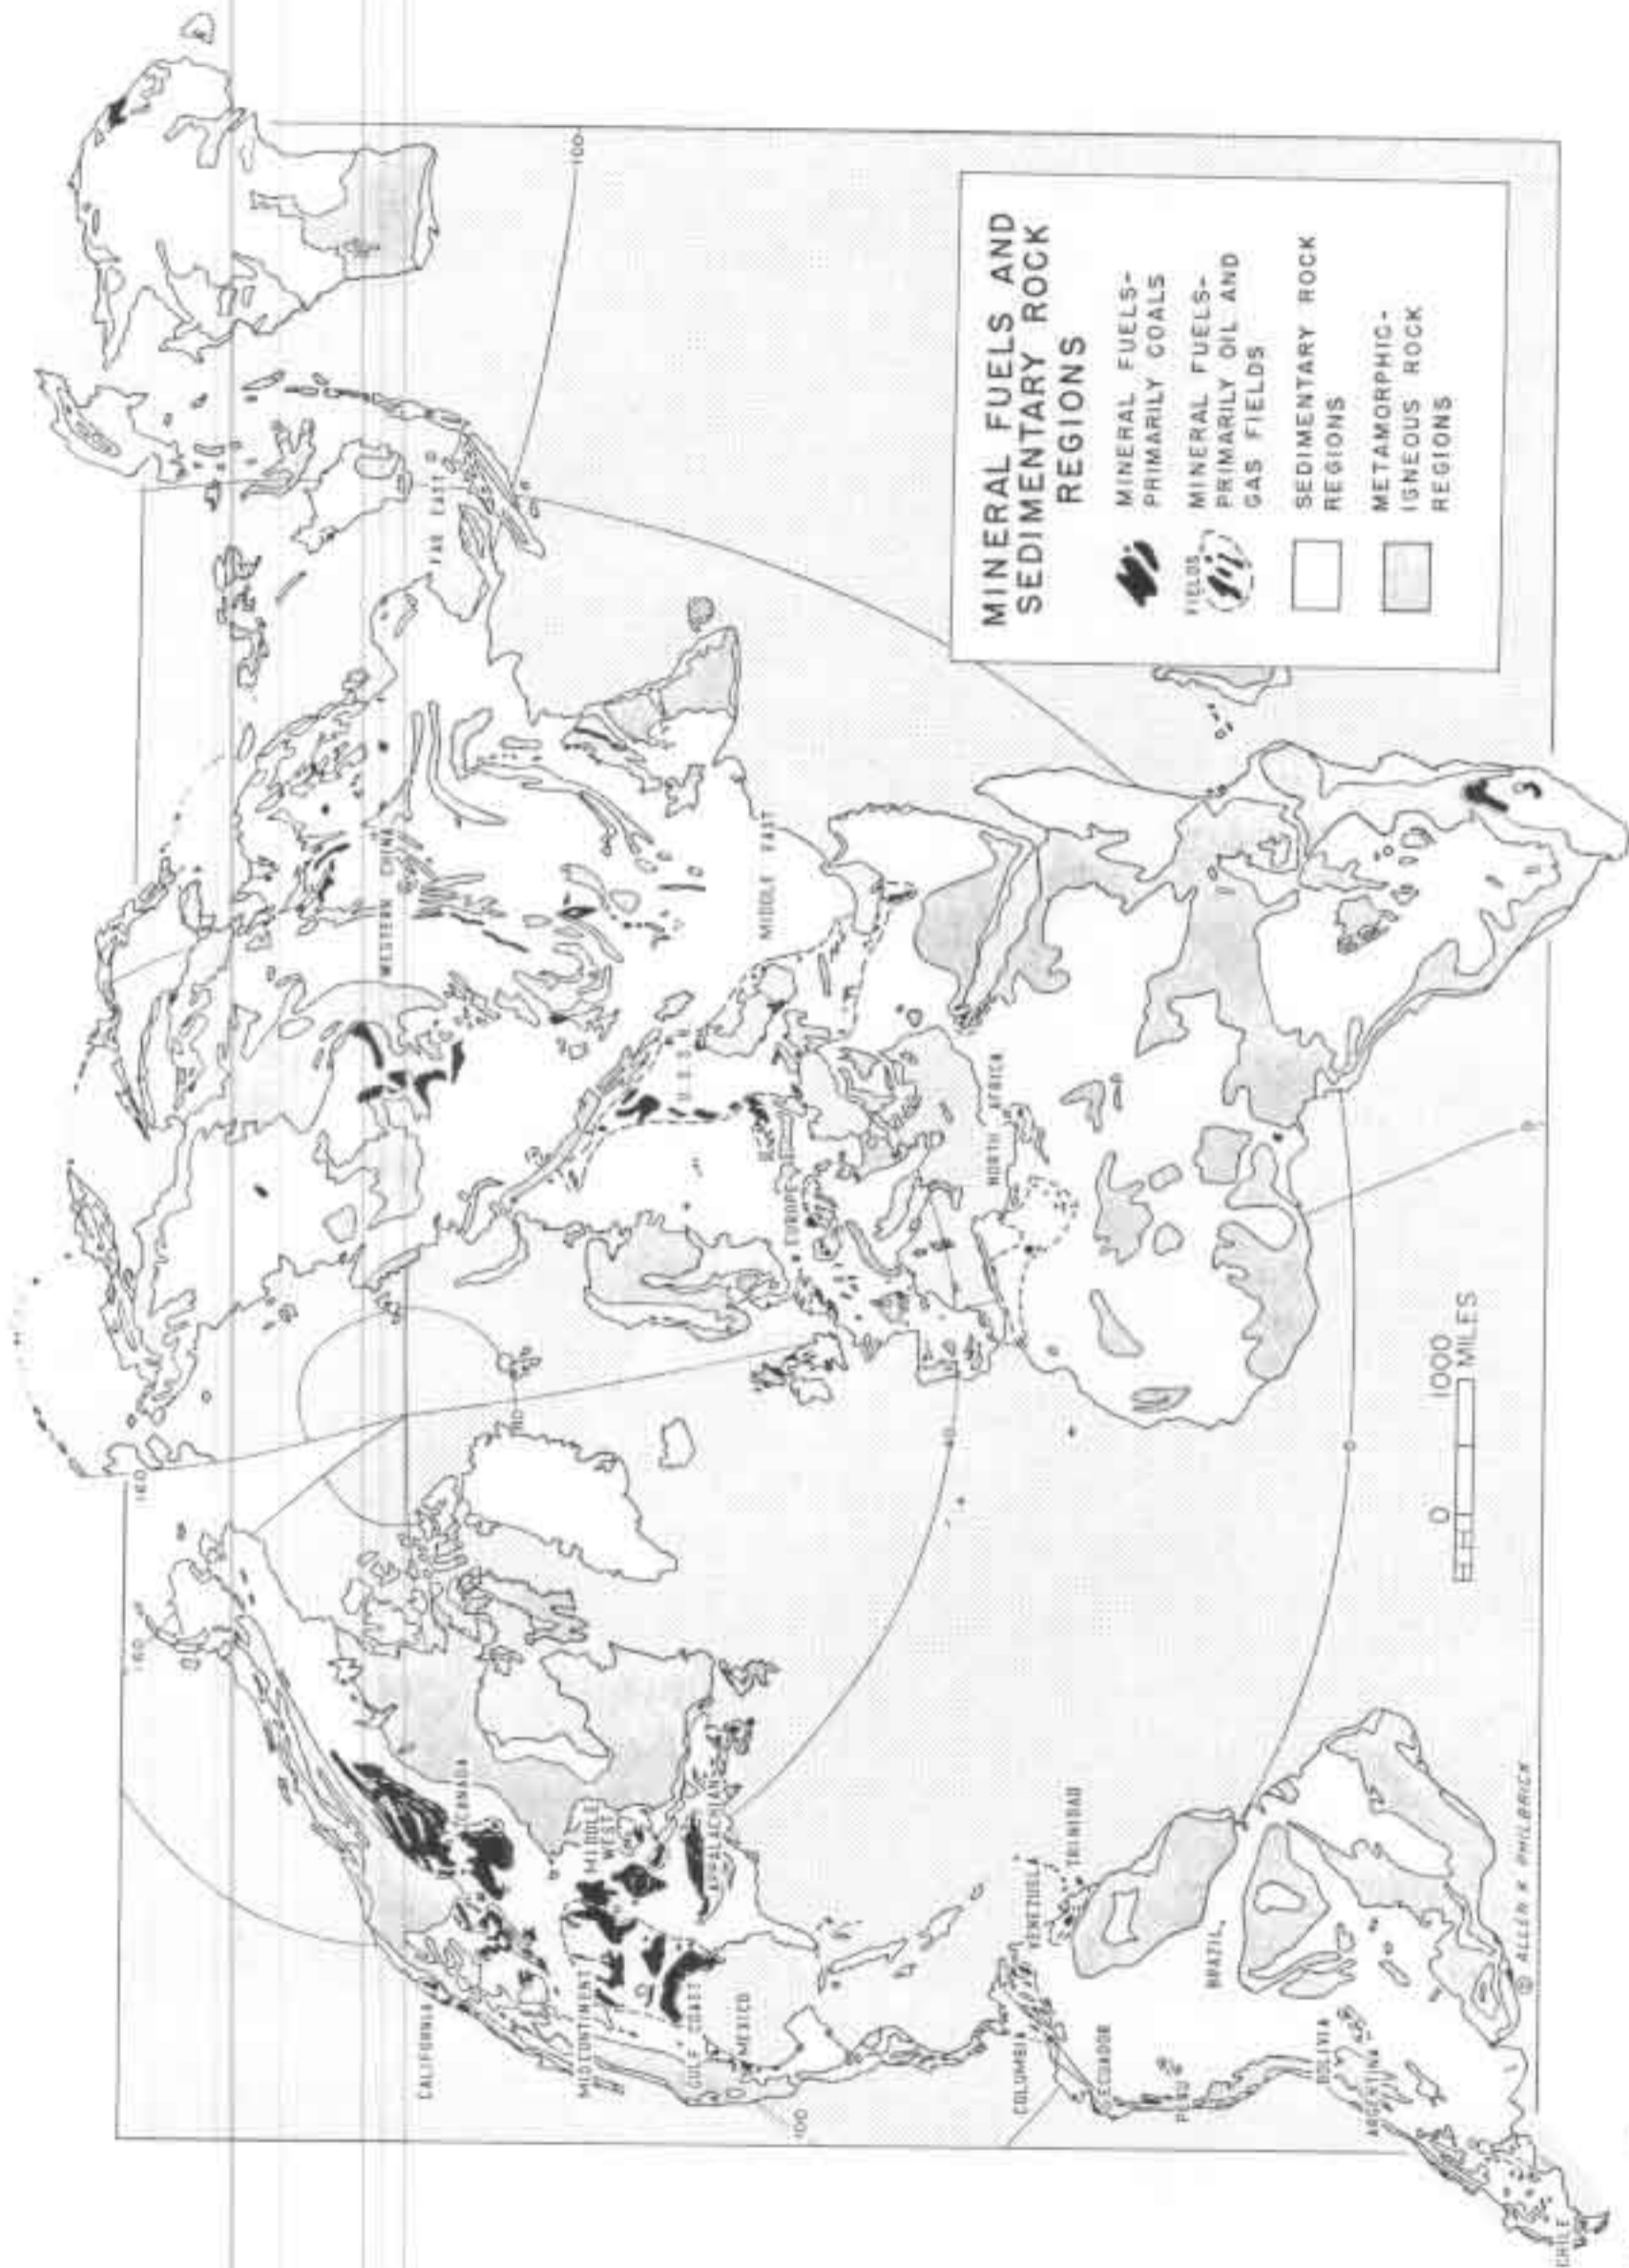 MINERAL FUELS AND
SEDIMENTARY ROCK
REGIONS
MINERAL FUELS-
PRIMARILY COALS
FIELDS
MINERAL FUELS-
PRIMARILY OIL AND
GAS FIELDS
SEDIMENTARY ROCK
REGIONS
METAMORPHIC-
IGNEOUS ROCK
REGIONS
160
160
100
80
40
0
0
100
CALIFORNIA
CANADA
MIDCONTINENT
MIDDLE
WEST
APPALACHIAN
GULF COAST
MEXICO
COLUMBIA
VENEZUELA
TRINIDAD
ECUADOR
PERU
BRAZIL
BOLIVIA
ARGENTINA
CHILE
EUROPE
U.S.S.R.
NORTH AFRICA
MIDDLE EAST
WESTERN CHINA
FAR EAST
0 1000
MILES
© ALLEN K PHILBRICK